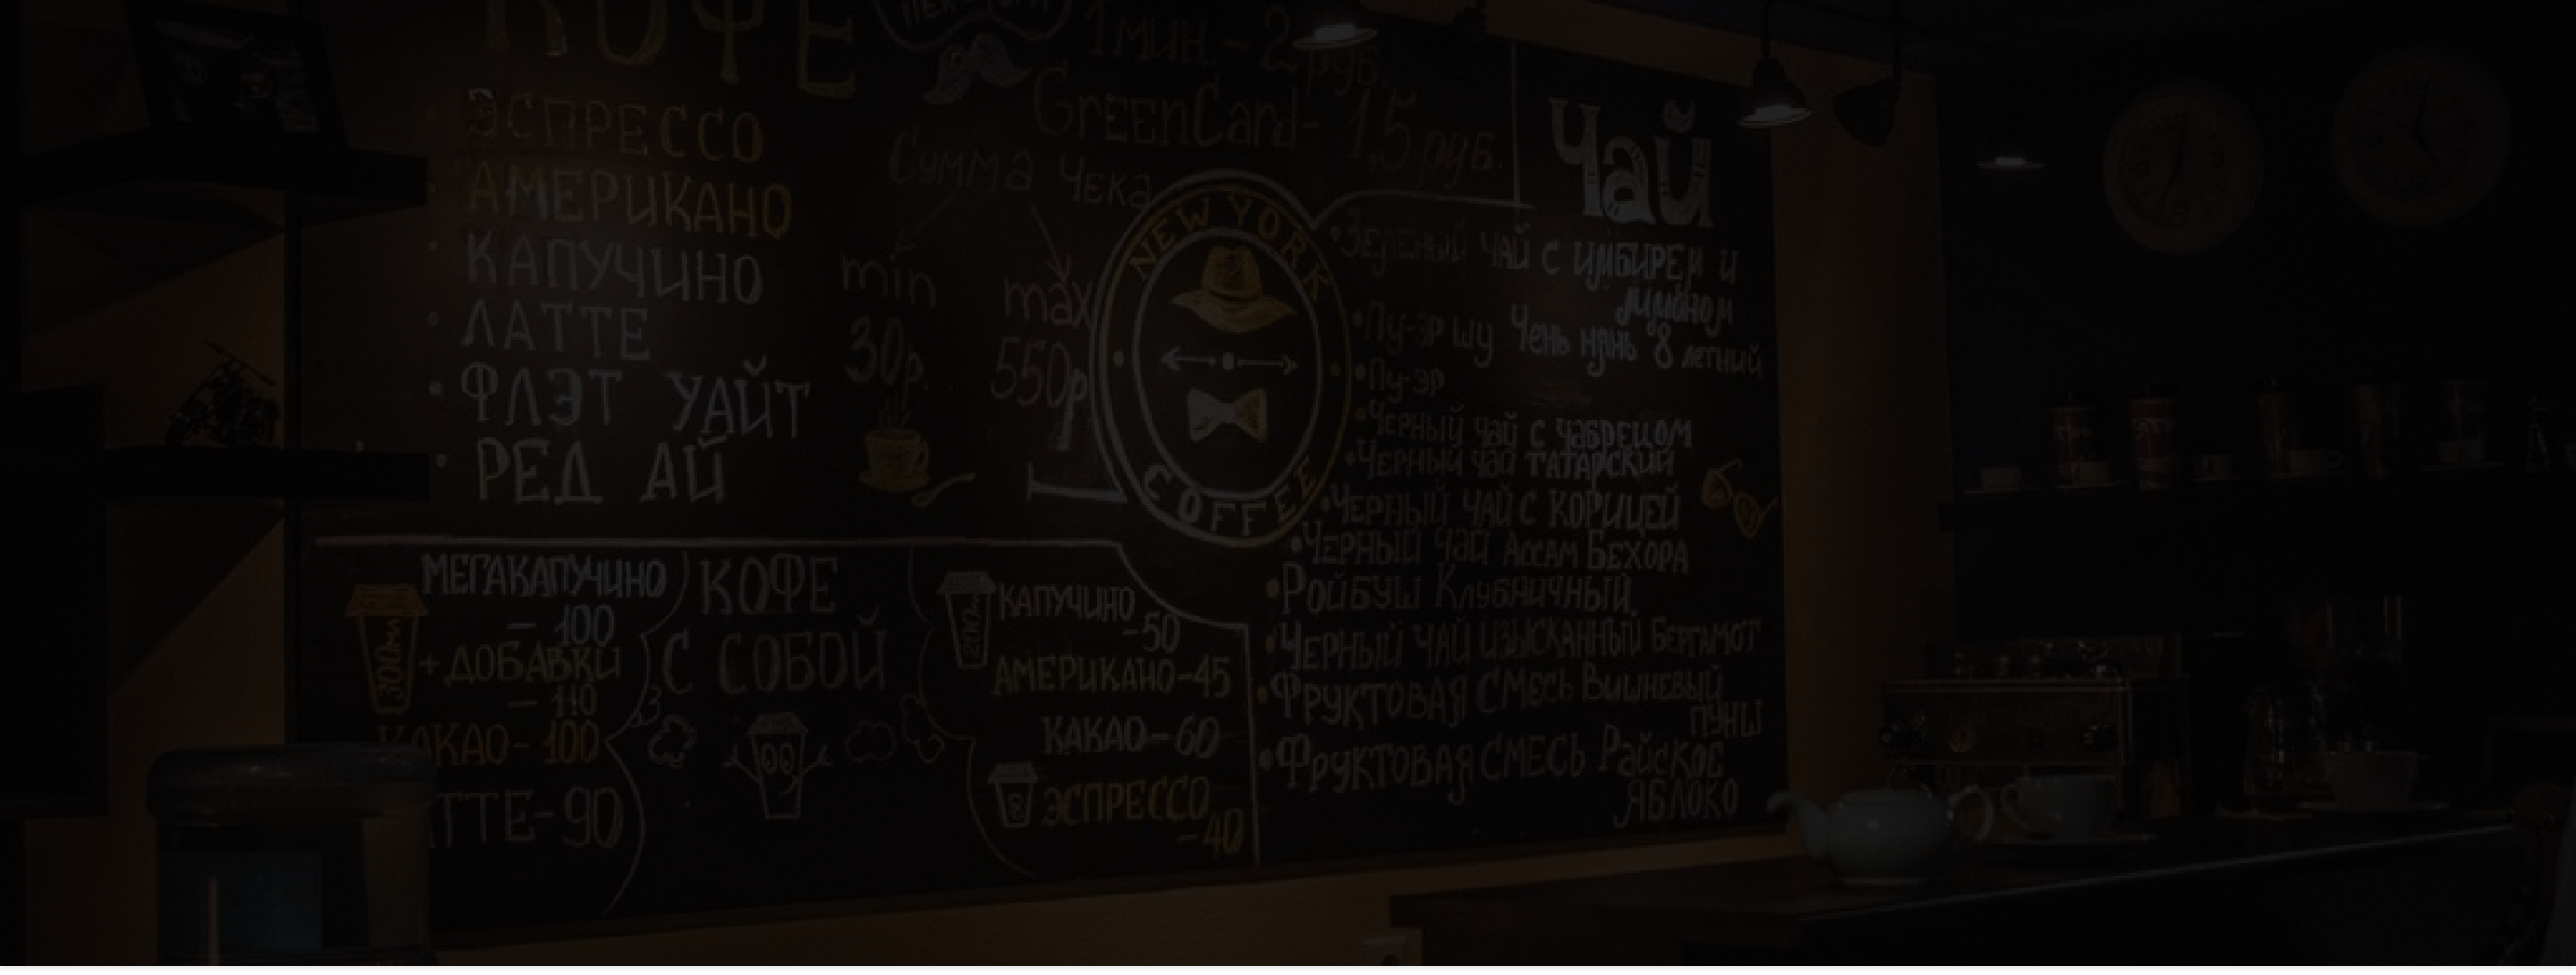 КОФЕ
ЭСПРЕССО
АМЕРИКАНО
КАПУЧИНО
ЛАТТЕ
ФЛЭТ УАЙТ
РЕД АЙ
1 мин. - 2 руб.
GreenCard - 1,5 руб.
Сумма Чека
min
30р.
max
550р
NEW YORK
COFFEE
Чай
Зеленый чай с имбирем и
лимоном
Пу-эр шу Чень нянь 8 летний
Пу-эр
Черный чай с чабрецом
Черный чай татарский
Черный чай с корицей
Черный чай Ассам Бехора
Ройбуш Клубничный
Черный чай изысканный Бергамот
Фруктовая смесь Вишневый
пунш
Фруктовая смесь Райское
яблоко
МЕГАКАПУЧИНО
- 100
300мл
+ ДОБАВКИ
- 110
КАКАО - 100
АТТЕ - 90
КОФЕ
С СОБОЙ
200мл
КАПУЧИНО
- 50
АМЕРИКАНО - 45
КАКАО - 60
ЭСПРЕССО
- 40